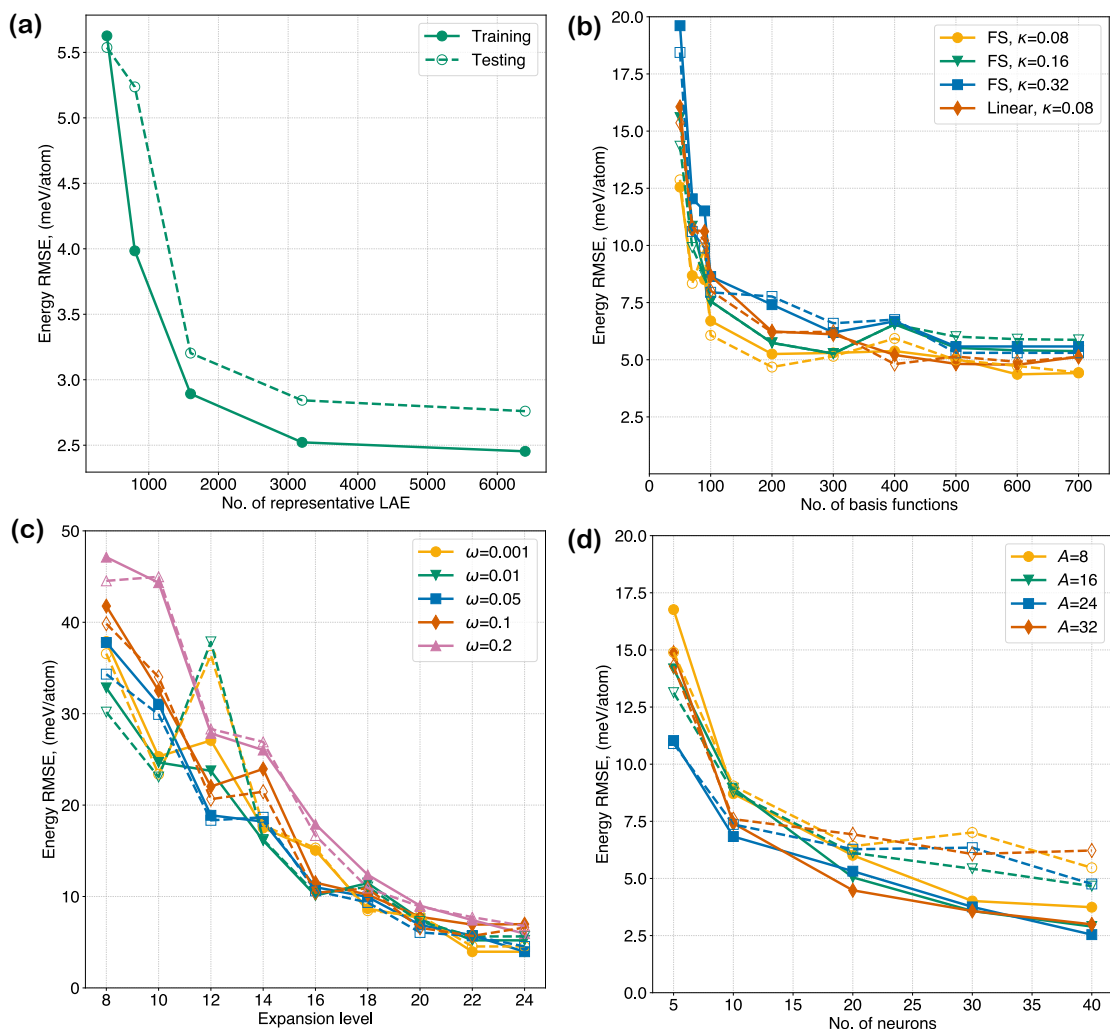 (a)
Energy RMSE, (meV/atom)
5.5
5.0
4.5
4.0
3.5
3.0
2.5
1000 2000 3000 4000 5000 6000
No. of representative LAE
Training
Testing
(b)
Energy RMSE, (meV/atom)
20.0
17.5
15.0
12.5
10.0
7.5
5.0
2.5
0 100 200 300 400 500 600 700
No. of basis functions
FS, κ=0.08
FS, κ=0.16
FS, κ=0.32
Linear, κ=0.08
(c)
Energy RMSE, (meV/atom)
50
40
30
20
10
0
8 10 12 14 16 18 20 22 24
Expansion level
ω=0.001
ω=0.01
ω=0.05
ω=0.1
ω=0.2
(d)
Energy RMSE, (meV/atom)
20.0
17.5
15.0
12.5
10.0
7.5
5.0
2.5
0.0
5 10 20 30 40
No. of neurons
A=8
A=16
A=24
A=32